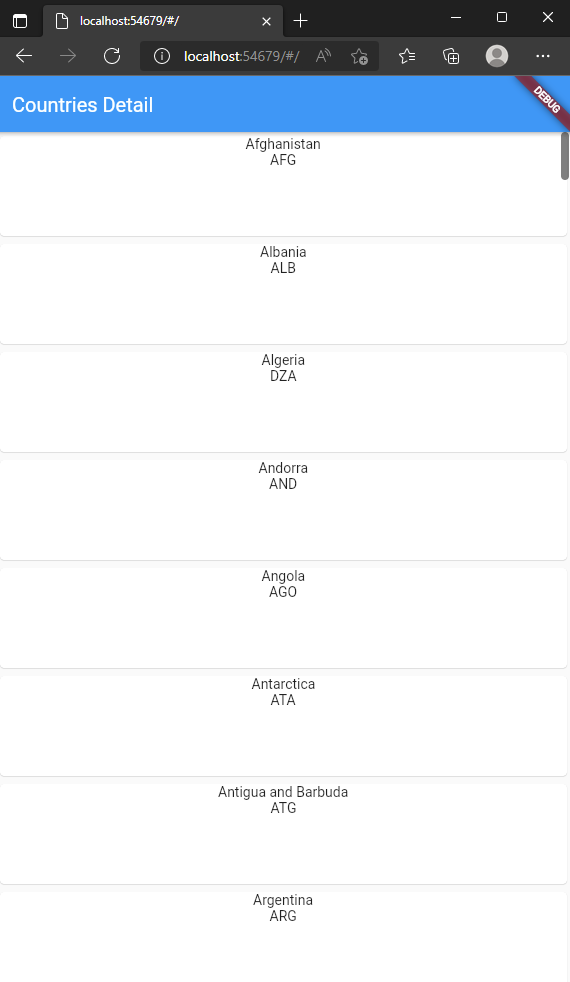 localhost:54679/#/
localhost:54679/#/
Countries Detail
DEBUG
Afghanistan
AFG
Albania
ALB
Algeria
DZA
Andorra
AND
Angola
AGO
Antarctica
ATA
Antigua and Barbuda
ATG
Argentina
ARG